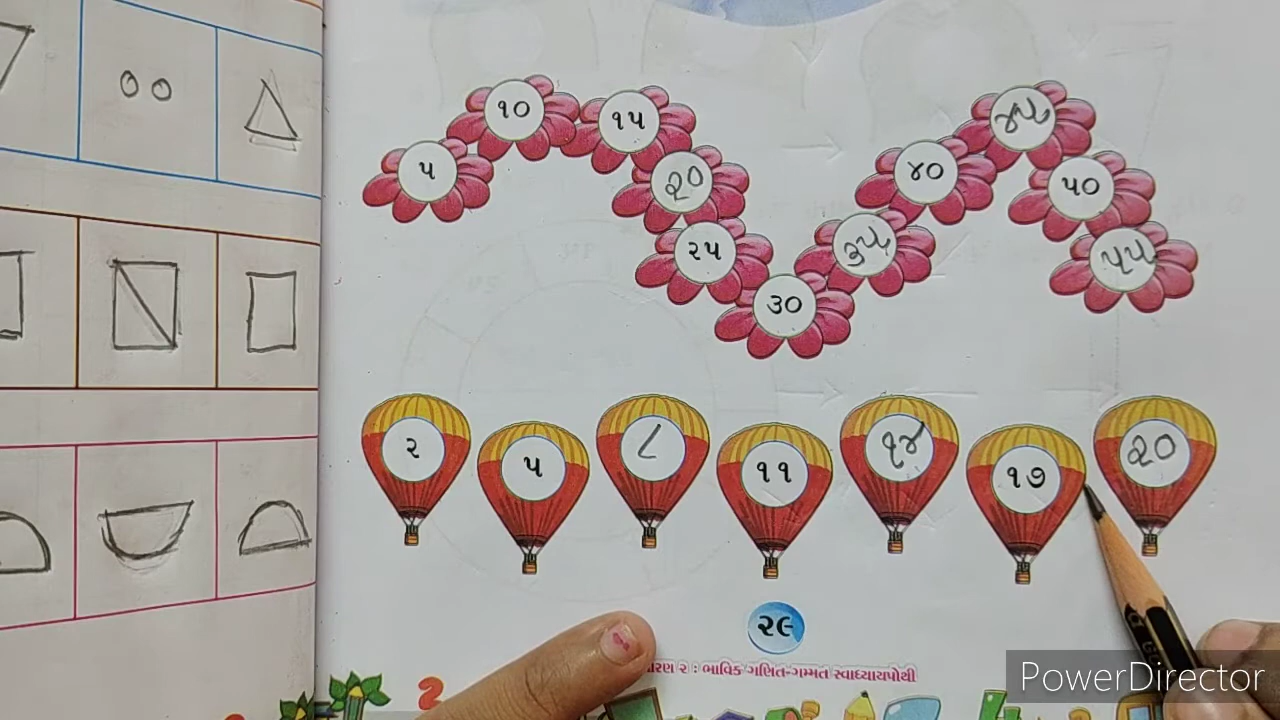 ૫ ૧૦ ૧૫ ૨૦ ૨૫ ૩૦ ૩૫ ૪૦ ૪૫ ૫૦ ૫૫
૨ ૫ ૮ ૧૧ ૧૪ ૧૭ ૨૦
૨૯
૨ : ભાવિક ગણિત-ગમ્મત સ્વાધ્યાયપોથી
PowerDirector